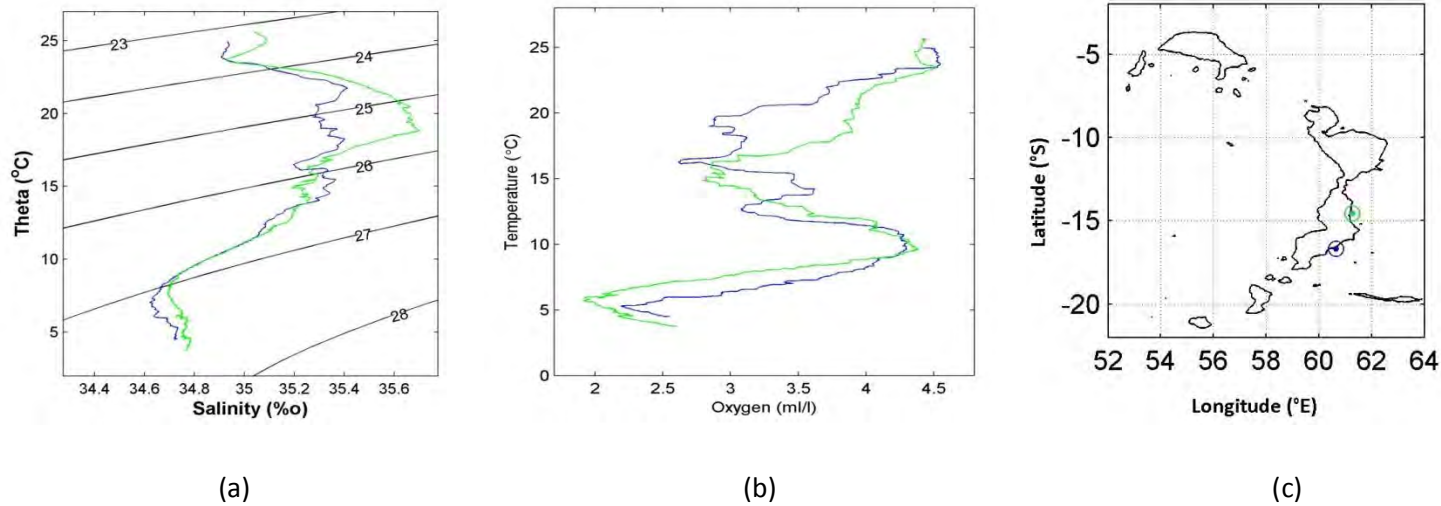 25
20
15
10
5
Theta (°C)
23
24
25
26
27
28
34.4 34.6 34.8 35 35.2 35.4 35.6
Salinity (%o)
30
25
20
15
10
5
0
Temperature (°C)
2 2.5 3 3.5 4 4.5
Oxygen (ml/l)
-5
-10
-15
-20
Latitude (°S)
52 54 56 58 60 62 64
Longitude (°E)
(a) (b) (c)